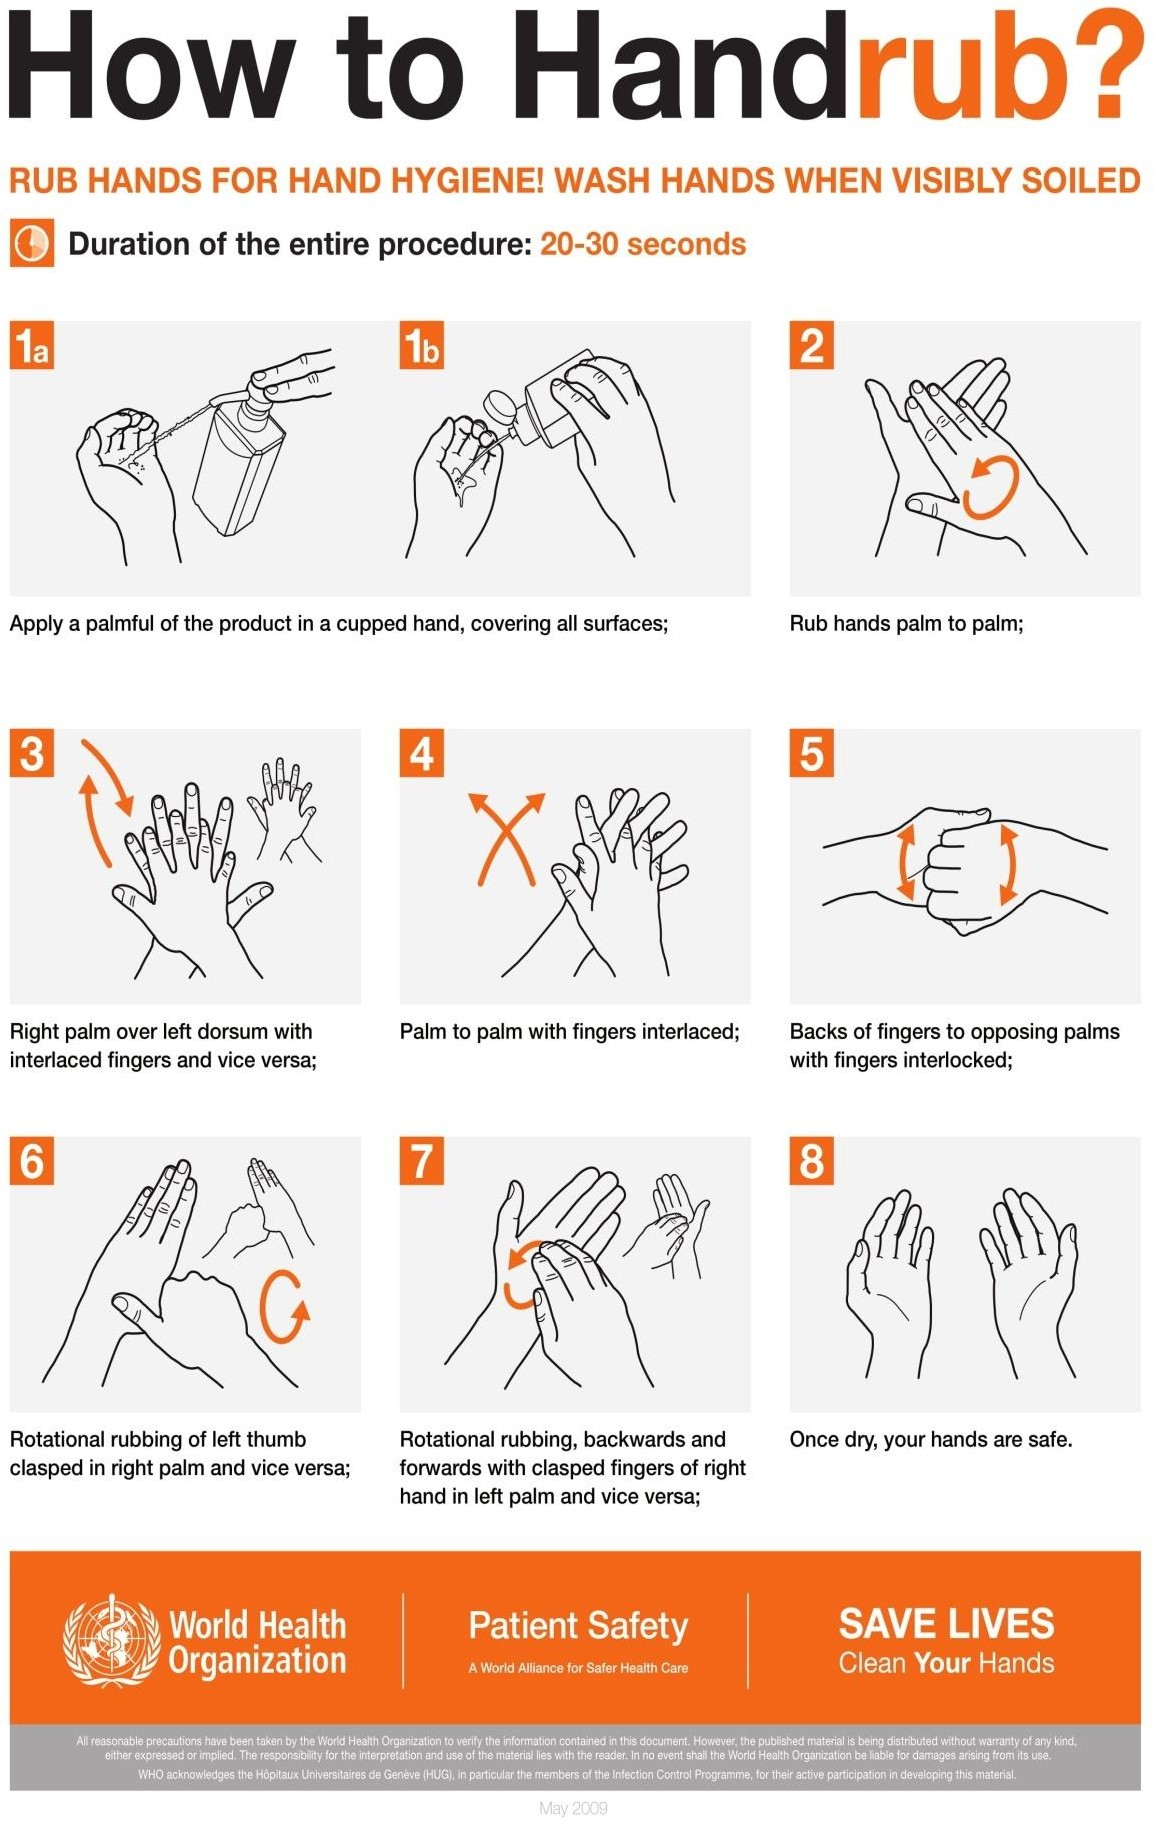 How to Handrub?
RUB HANDS FOR HAND HYGIENE! WASH HANDS WHEN VISIBLY SOILED
Duration of the entire procedure: 20-30 seconds
1a
1b
Apply a palmful of the product in a cupped hand, covering all surfaces;
2
Rub hands palm to palm;
3
Right palm over left dorsum with
interlaced fingers and vice versa;
4
Palm to palm with fingers interlaced;
5
Backs of fingers to opposing palms
with fingers interlocked;
6
Rotational rubbing of left thumb
clasped in right palm and vice versa;
7
Rotational rubbing, backwards and
forwards with clasped fingers of right
hand in left palm and vice versa;
8
Once dry, your hands are safe.
World Health
Organization
Patient Safety
A World Alliance for Safer Health Care
SAVE LIVES
Clean Your Hands
All reasonable precautions have been taken by the World Health Organization to verify the information contained in this document. However, the published material is being distributed without warranty of any kind,
either expressed or implied. The responsibility for the interpretation and use of the material lies with the reader. In no event shall the World Health Organization be liable for damages arising from its use.
WHO acknowledges the Hôpitaux Universitaires de Genève (HUG), in particular the members of the Infection Control Programme, for their active participation in developing this material.
May 2009